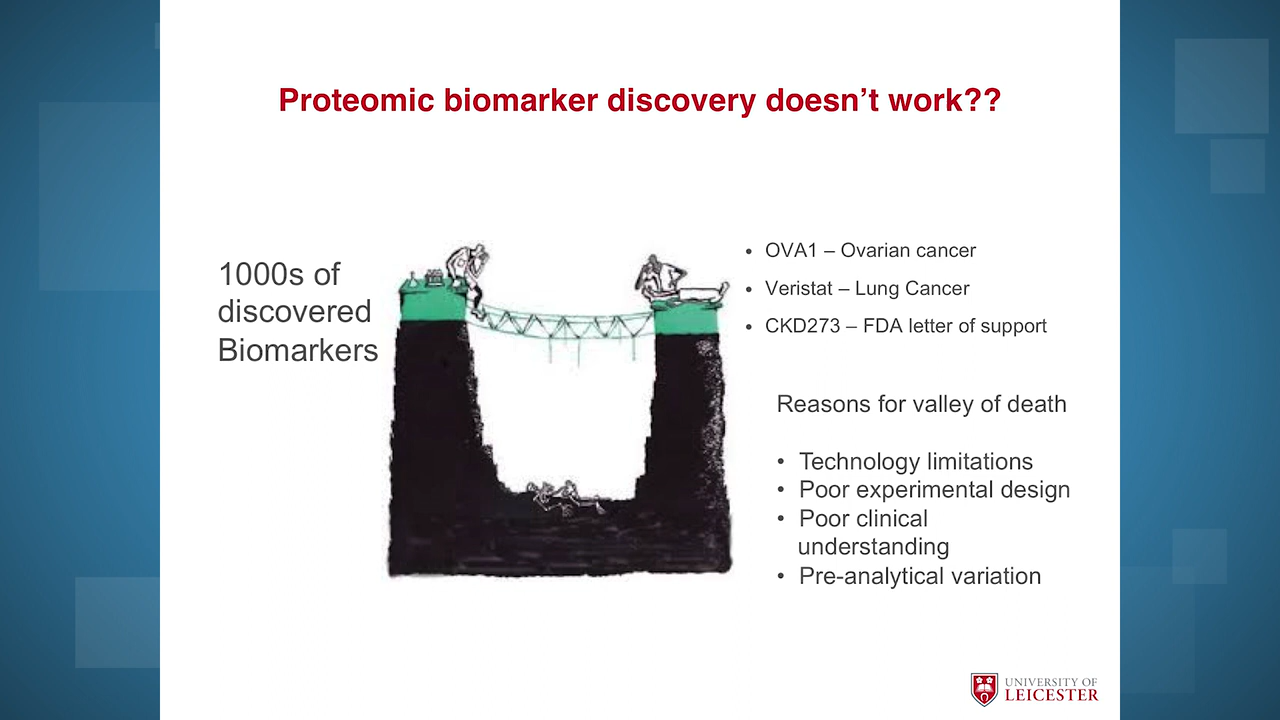 Proteomic biomarker discovery doesn’t work??
1000s of
discovered
Biomarkers
• OVA1 – Ovarian cancer
• Veristat – Lung Cancer
• CKD273 – FDA letter of support
Reasons for valley of death
• Technology limitations
• Poor experimental design
• Poor clinical
understanding
• Pre-analytical variation
UNIVERSITY OF
LEICESTER